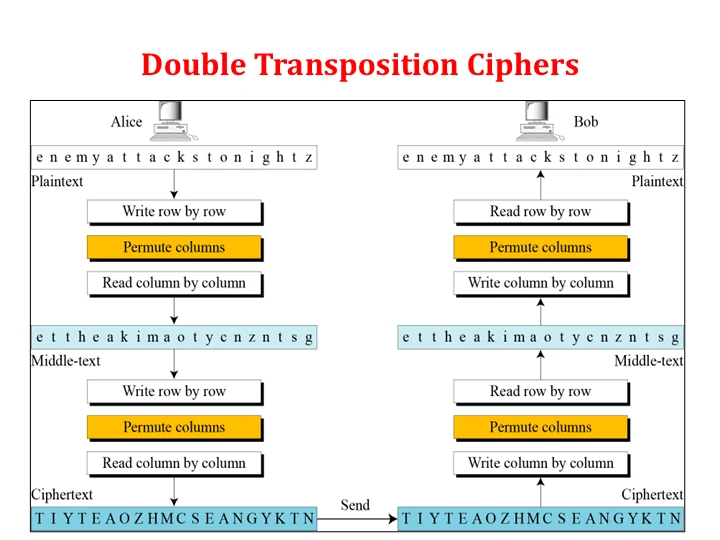 Double Transposition Ciphers
Alice
Bob
e n e m y a t t a c k s t o n i g h t z
e n e m y a t t a c k s t o n i g h t z
Plaintext
Plaintext
Write row by row
Read row by row
Permute columns
Permute columns
Read column by column
Write column by column
e t t h e a k i m a o t y c n z n t s g
e t t h e a k i m a o t y c n z n t s g
Middle-text
Middle-text
Write row by row
Read row by row
Permute columns
Permute columns
Read column by column
Write column by column
Ciphertext
Send
Ciphertext
T I Y T E A O Z H M C S E A N G Y K T N
T I Y T E A O Z H M C S E A N G Y K T N